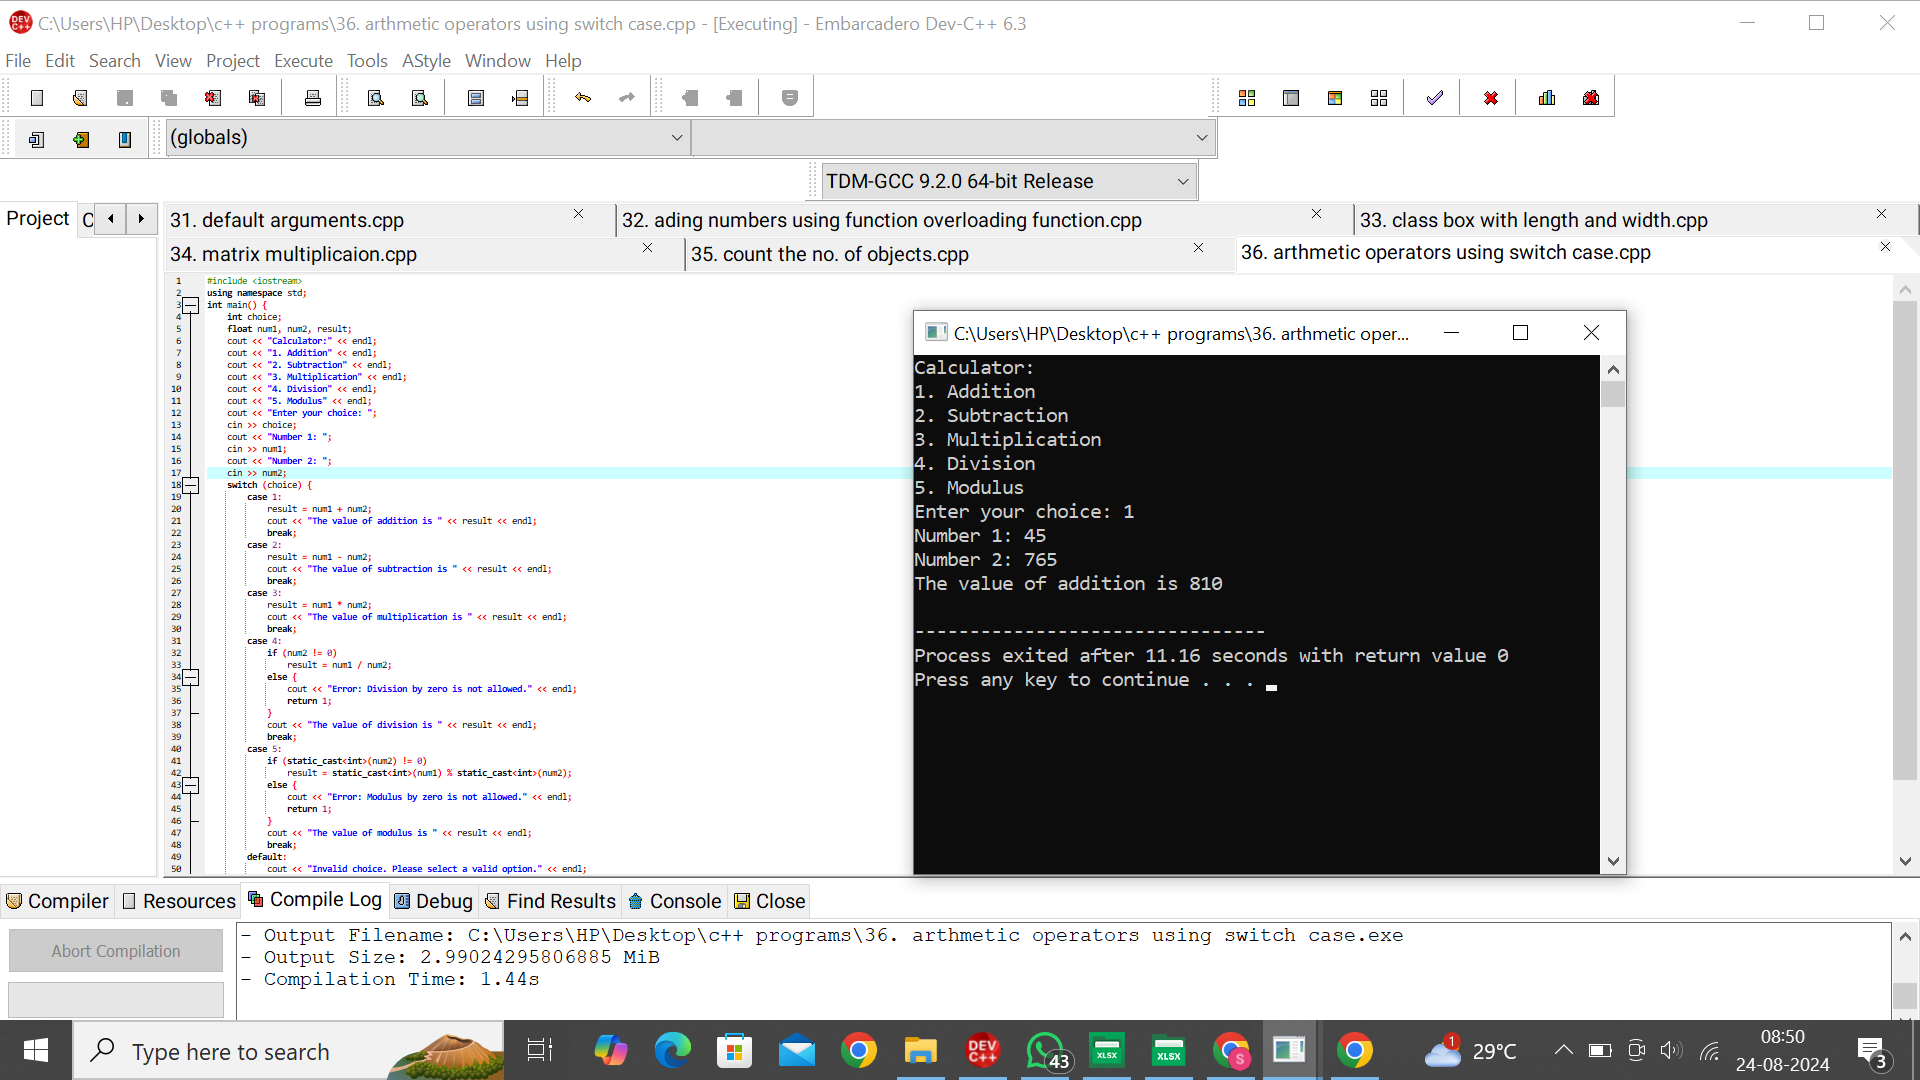 C:\Users\HP\Desktop\c++ programs\36. arthmetic operators using switch case.cpp - [Executing] - Embarcadero Dev-C++ 6.3
File Edit Search View Project Execute Tools AStyle Window Help
(globals)
TDM-GCC 9.2.0 64-bit Release
Project C
31. default arguments.cpp 32. ading numbers using function overloading function.cpp 33. class box with length and width.cpp
34. matrix multiplicaion.cpp 35. count the no. of objects.cpp 36. arthmetic operators using switch case.cpp
1 #include <iostream>
2 using namespace std;
3 int main() {
4 int choice;
5 float num1, num2, result;
6 cout << "Calculator:" << endl;
7 cout << "1. Addition" << endl;
8 cout << "2. Subtraction" << endl;
9 cout << "3. Multiplication" << endl;
10 cout << "4. Division" << endl;
11 cout << "5. Modulus" << endl;
12 cout << "Enter your choice: ";
13 cin >> choice;
14 cout << "Number 1: ";
15 cin >> num1;
16 cout << "Number 2: ";
17 cin >> num2;
18 switch (choice) {
19 case 1:
20 result = num1 + num2;
21 cout << "The value of addition is " << result << endl;
22 break;
23 case 2:
24 result = num1 - num2;
25 cout << "The value of subtraction is " << result << endl;
26 break;
27 case 3:
28 result = num1 * num2;
29 cout << "The value of multiplication is " << result << endl;
30 break;
31 case 4:
32 if (num2 != 0)
33 result = num1 / num2;
34 else {
35 cout << "Error: Division by zero is not allowed." << endl;
36 return 1;
37 }
38 cout << "The value of division is " << result << endl;
39 break;
40 case 5:
41 if (static_cast<int>(num2) != 0)
42 result = static_cast<int>(num1) % static_cast<int>(num2);
43 else {
44 cout << "Error: Modulus by zero is not allowed." << endl;
45 return 1;
46 }
47 cout << "The value of modulus is " << result << endl;
48 break;
49 default:
50 cout << "Invalid choice. Please select a valid option." << endl;
C:\Users\HP\Desktop\c++ programs\36. arthmetic oper...
Calculator:
1. Addition
2. Subtraction
3. Multiplication
4. Division
5. Modulus
Enter your choice: 1
Number 1: 45
Number 2: 765
The value of addition is 810
--------------------------------
Process exited after 11.16 seconds with return value 0
Press any key to continue . . .
Compiler Resources Compile Log Debug Find Results Console Close
Abort Compilation
- Output Filename: C:\Users\HP\Desktop\c++ programs\36. arthmetic operators using switch case.exe
- Output Size: 2.99024295806885 MiB
- Compilation Time: 1.44s
Type here to search
DEV C++
43
XLSX
XLSX
S
1
29°C
08:50
24-08-2024
3